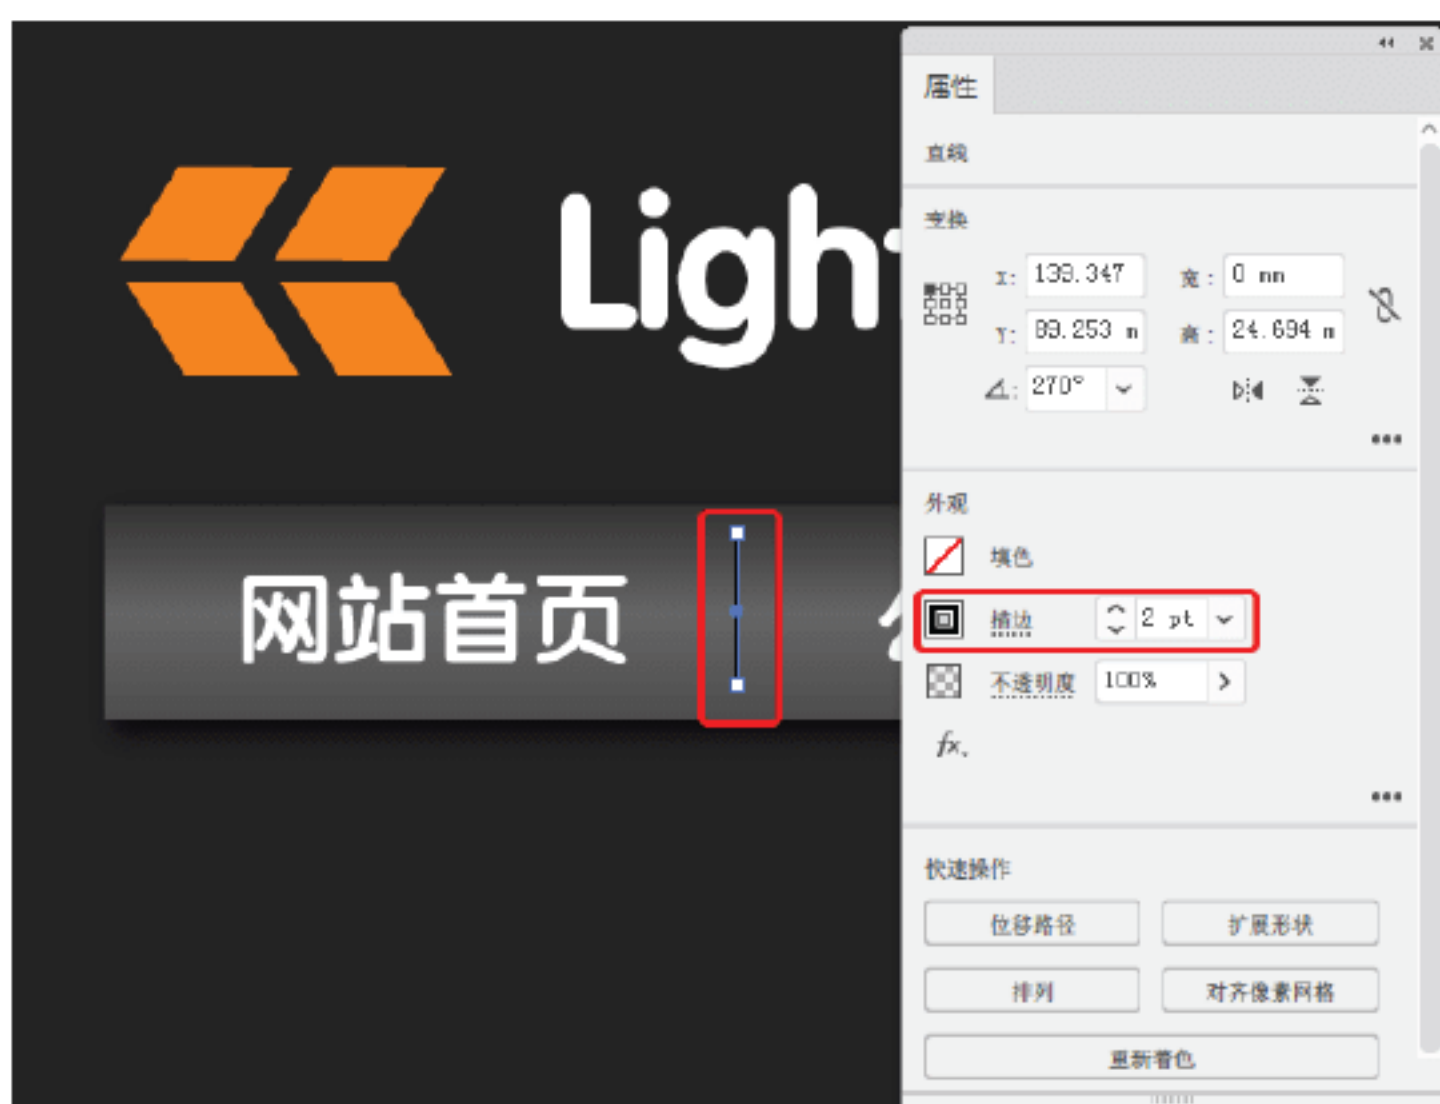 属性
直线
变换
X: 139.347 宽: 0 mm
Y: 89.253 m 高: 24.694 m
270°
Ligh
外观
填色
描边 2 pt
网站首页
不透明度 100%
fx.
快速操作
位移路径 扩展形状
排列 对齐像素网格
重新着色